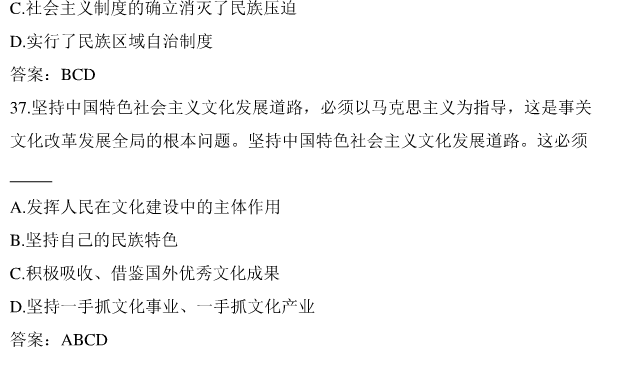 C.社会主义制度的确立消灭了民族压迫
D.实行了民族区域自治制度
答案：BCD
37.坚持中国特色社会主义文化发展道路，必须以马克思主义为指导，这是事关
文化改革发展全局的根本问题。坚持中国特色社会主义文化发展道路。这必须
_____
A.发挥人民在文化建设中的主体作用
B.坚持自己的民族特色
C.积极吸收、借鉴国外优秀文化成果
D.坚持一手抓文化事业、一手抓文化产业
答案：ABCD